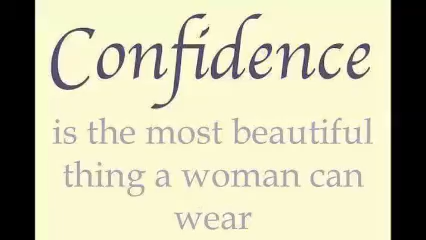 Confidence
is the most beautiful
thing a woman can
wear